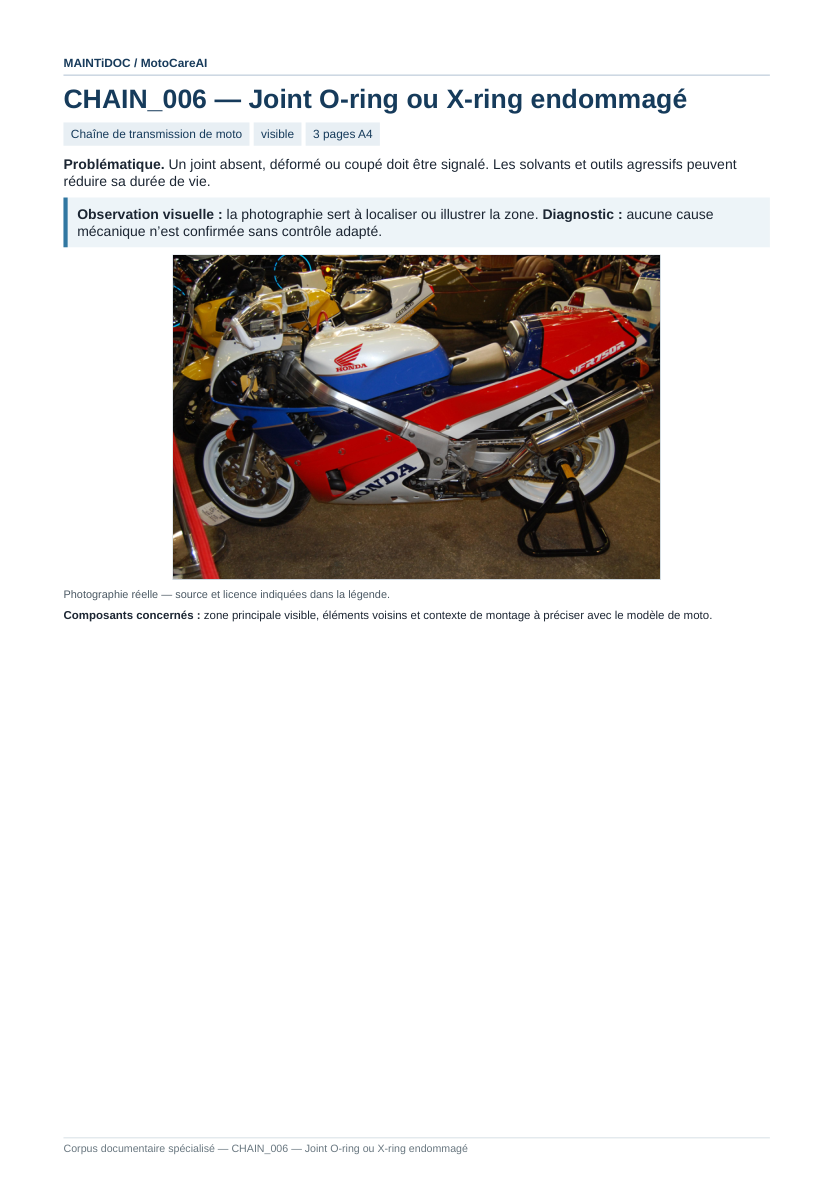 MAINTiDOC / MotoCareAI
CHAIN_006 — Joint O-ring ou X-ring endommagé
Chaîne de transmission de moto visible 3 pages A4
Problématique. Un joint absent, déformé ou coupé doit être signalé. Les solvants et outils agressifs peuvent
réduire sa durée de vie.
Observation visuelle : la photographie sert à localiser ou illustrer la zone. Diagnostic : aucune cause
mécanique n’est confirmée sans contrôle adapté.
HONDA
VFR750R
HONDA
Photographie réelle — source et licence indiquées dans la légende.
Composants concernés : zone principale visible, éléments voisins et contexte de montage à préciser avec le modèle de moto.
Corpus documentaire spécialisé — CHAIN_006 — Joint O-ring ou X-ring endommagé